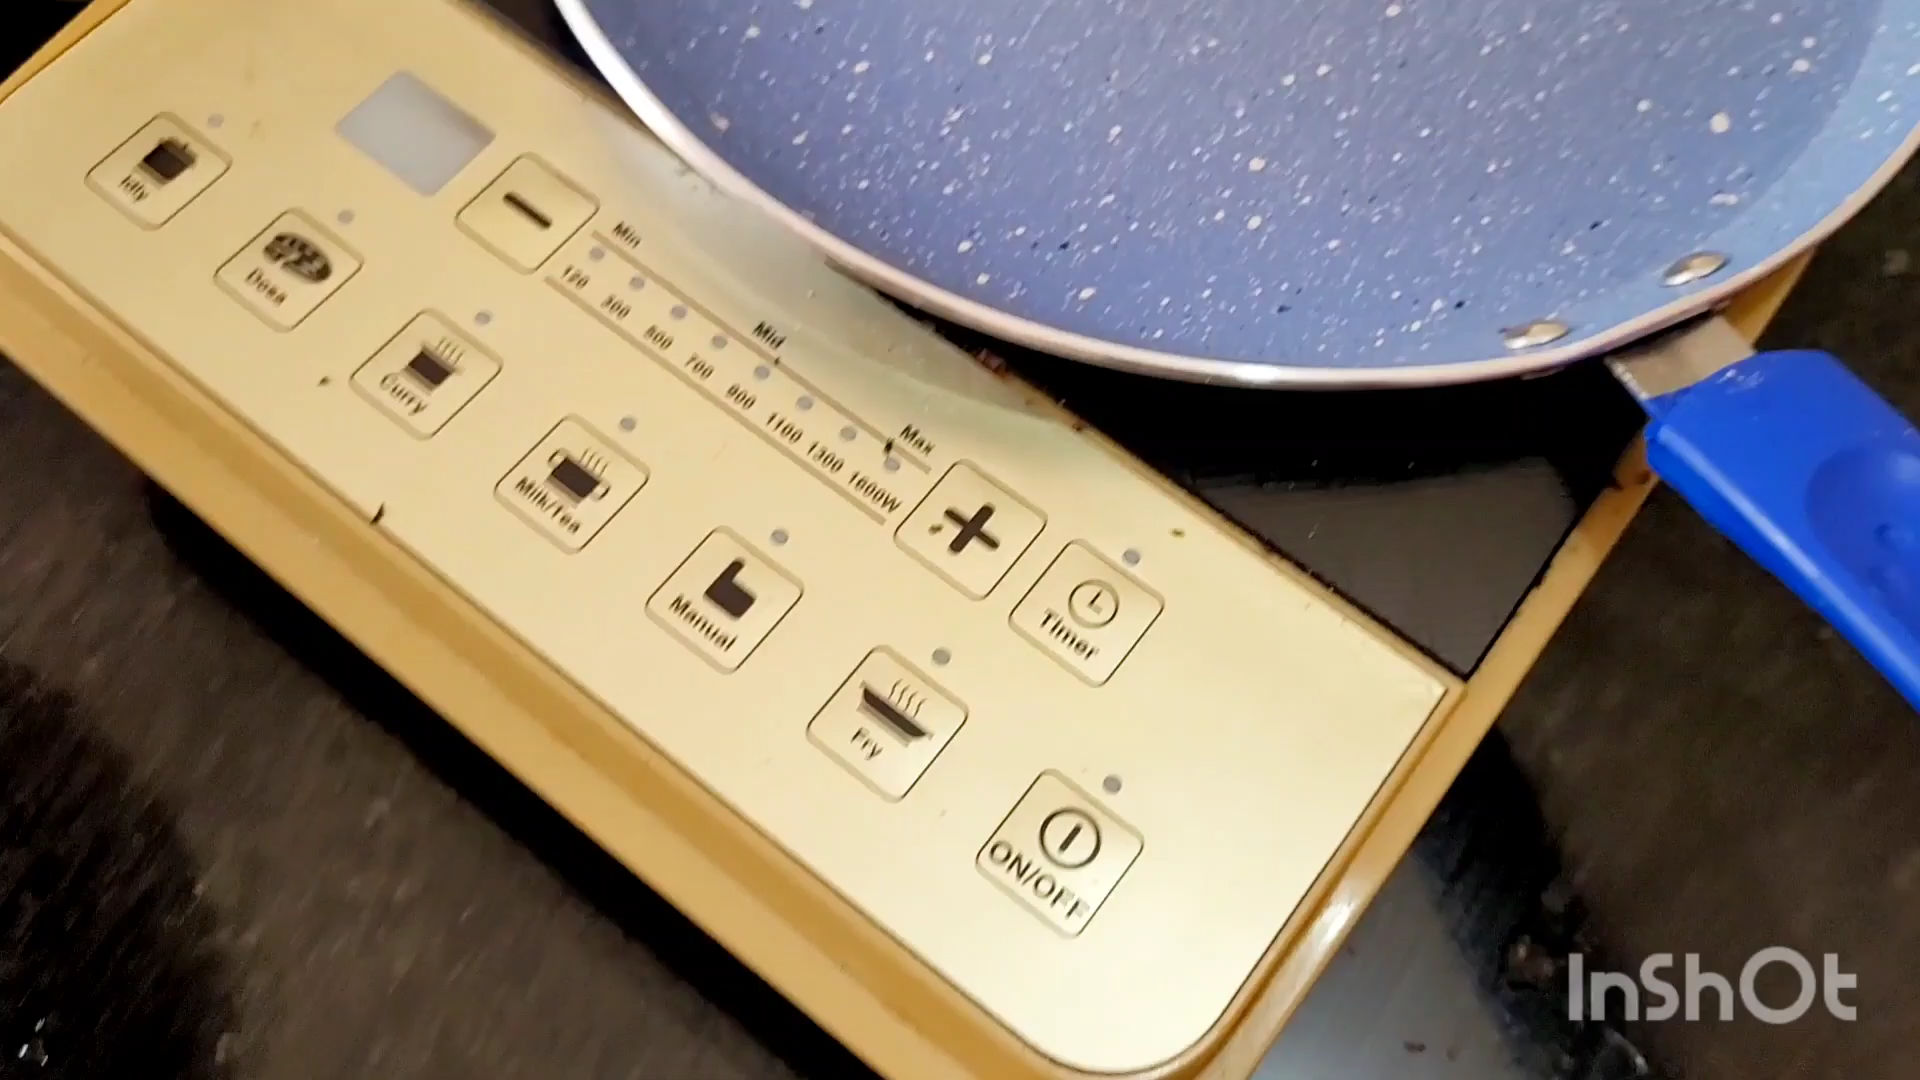 Idly
Dosa
Curry
Milk/Tea
Manual
Fry
ON/OFF
Timer
Min
Mid
Max
120 300 500 700 900 1100 1300 1600W
InShOt